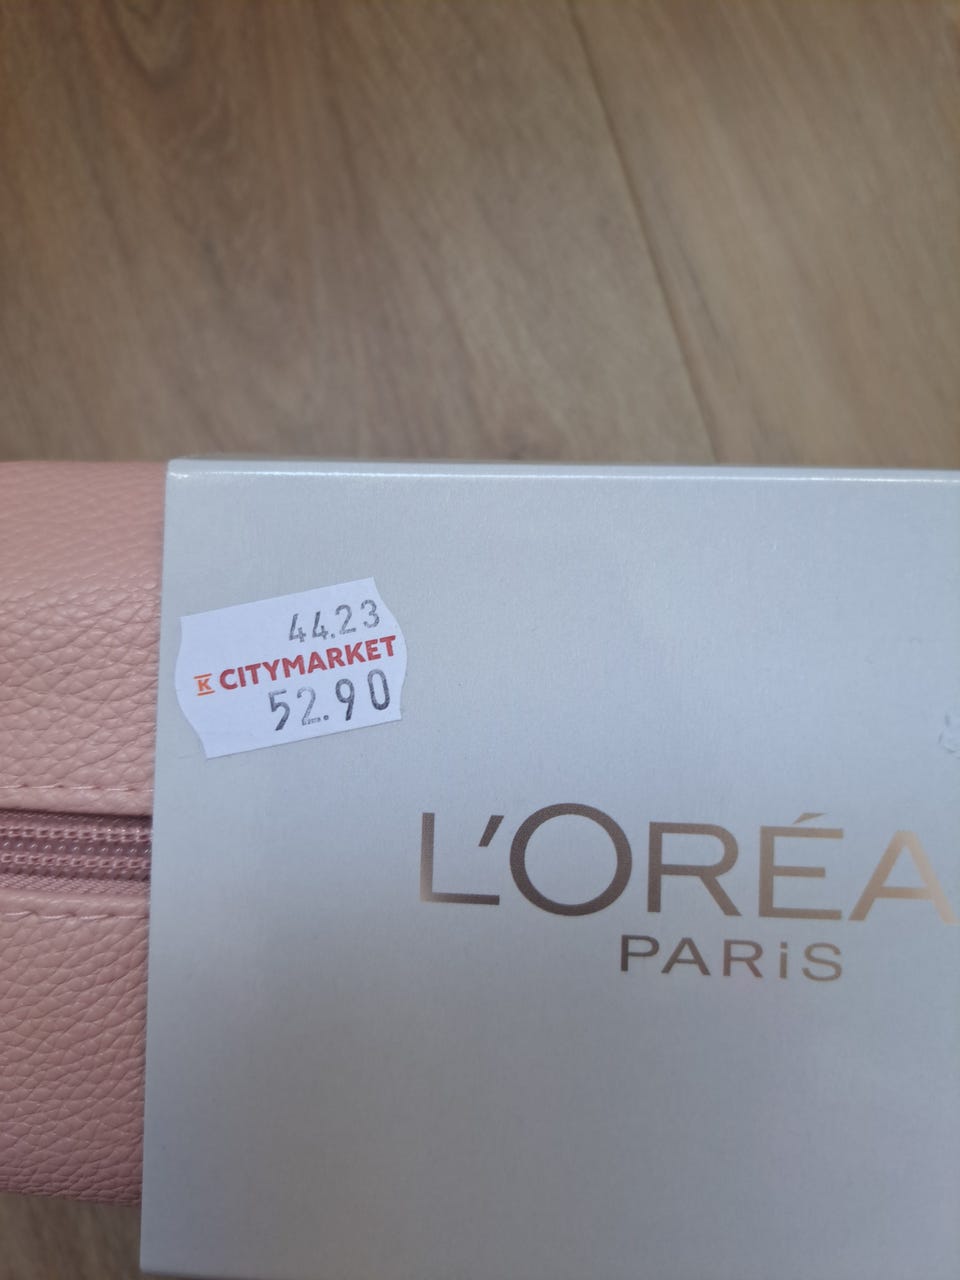 44.23
K CITYMARKET
52.90
L'ORÉA
PARiS